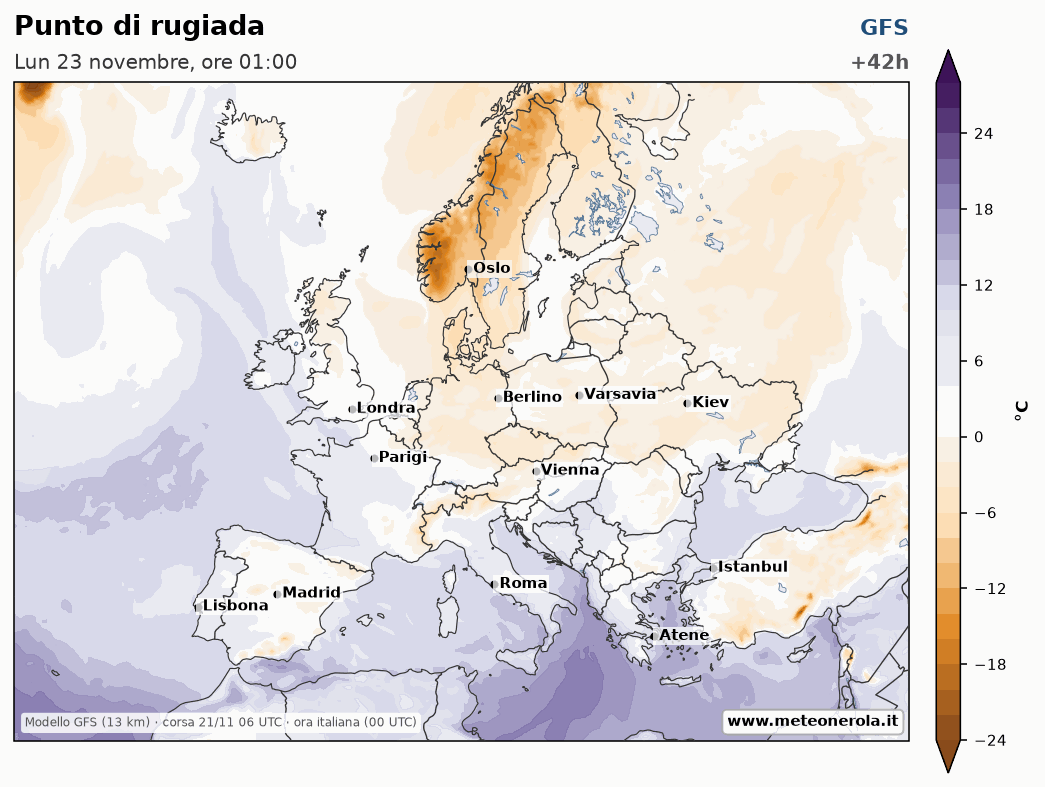 Punto di rugiada
GFS
Lun 23 novembre, ore 01:00
+42h
24
18
12
6
0
−6
−12
−18
−24
°C
Oslo
Berlino
Varsavia
Kiev
Londra
Parigi
Vienna
Istanbul
Roma
Madrid
Lisbona
Atene
Modello GFS (13 km) · corsa 21/11 06 UTC · ora italiana (00 UTC)
www.meteonerola.it